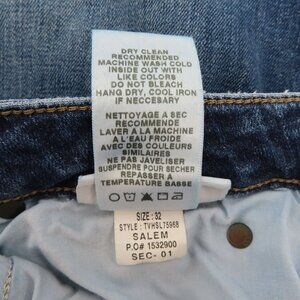 DRY CLEAN
RECOMMENDED
MACHINE WASH COLD
INSIDE OUT WITH
LIKE COLORS
DO NOT BLEACH
HANG DRY, COOL IRON
IF NECCESARY
NETTOYAGE A SEC
RECOMMENDE
LAVER A LA MACHINE
A L'EAU FROIDE
AVEC DES COULEURS
SIMILAIRES
NE PAS JAVELISER
SUSPENDRE POUR SECHER
REPASSER A
TEMPERATURE BASSE
SIZE: 32
STYLE: TVHSL75968
SALEM
P.O# 1532900
SEC- 01